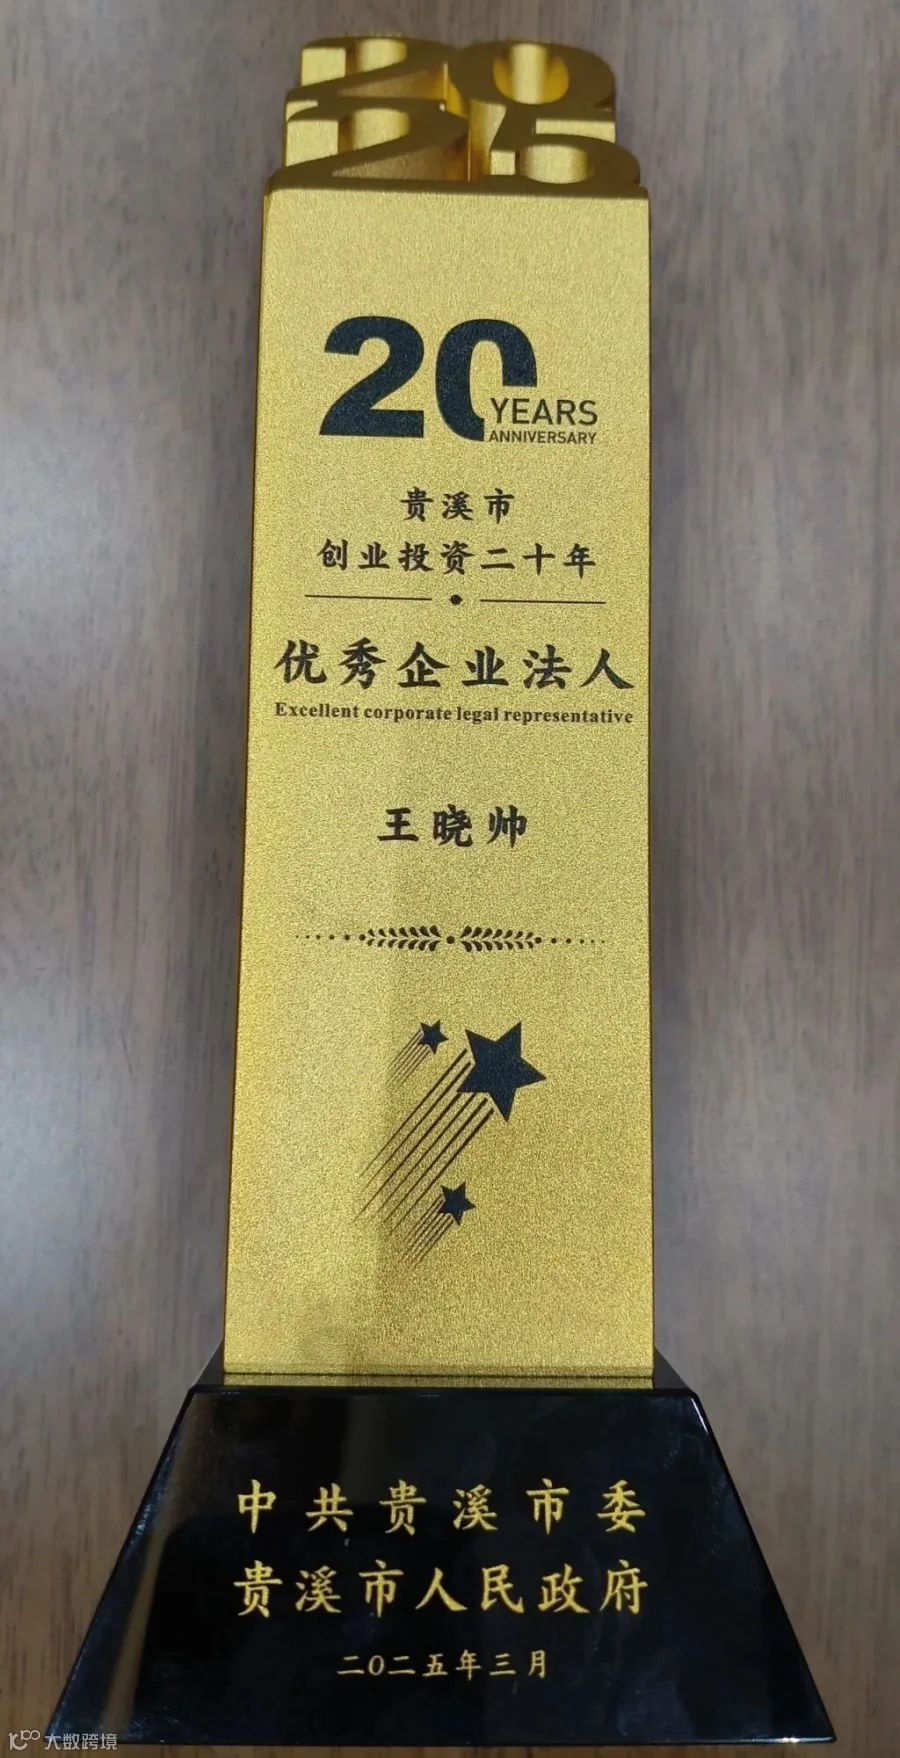 20
25
20
YEARS
ANNIVERSARY
贵溪市
创业投资二十年
优秀企业法人
Excellent corporate legal representative
王晓帅
中共贵溪市委
贵溪市人民政府
二〇二五年三月
大数跨境